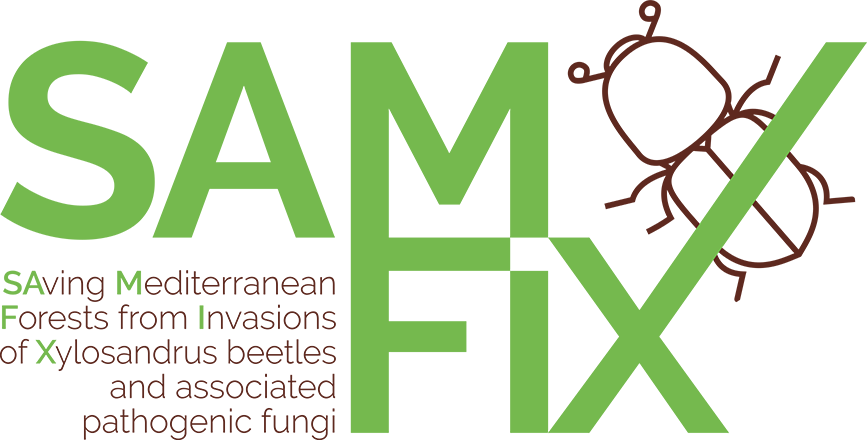 SAM
FIX
SAving Mediterranean
Forests from Invasions
of Xylosandrus beetles
and associated
pathogenic fungi